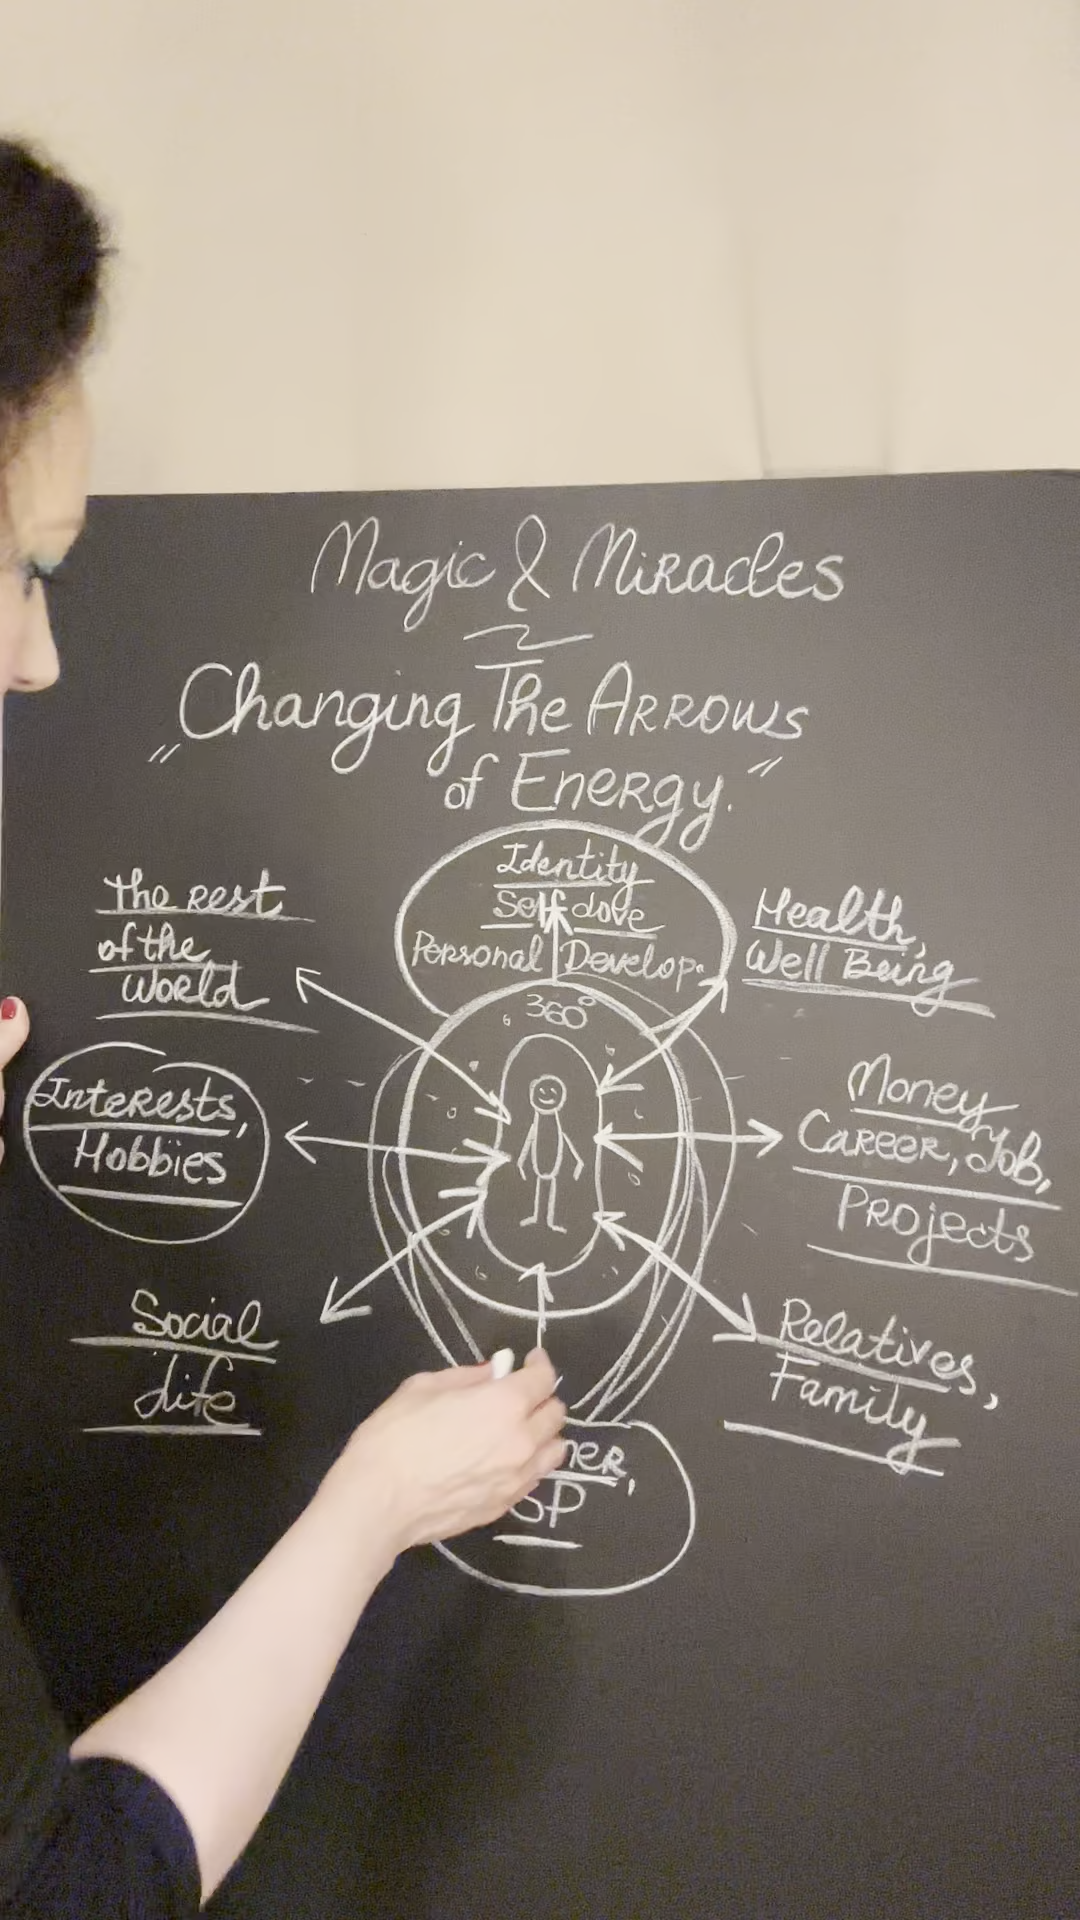 Magic & Miracles
Changing The Arrows
"of Energy."
Identity
Self Love
Personal Develop.
The rest
of the
World
Health,
Well Being
360°
Interests,
Hobbies
Money
Career, Job,
Projects
Social
Life
Relatives,
Family
SP